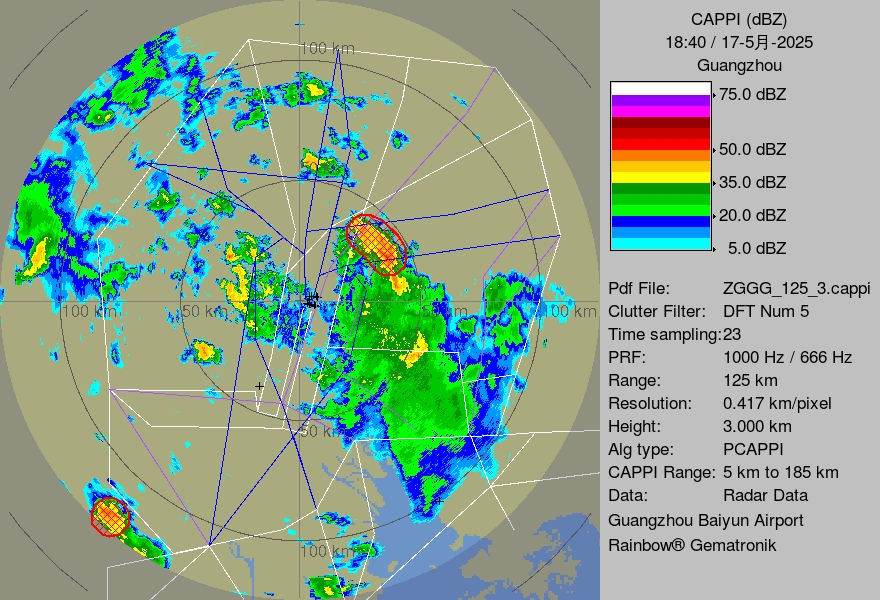 CAPPI (dBZ)
18:40 / 17-5月-2025
Guangzhou
75.0 dBZ
50.0 dBZ
35.0 dBZ
20.0 dBZ
5.0 dBZ
Pdf File: ZGGG_125_3.cappi
Clutter Filter: DFT Num 5
Time sampling:23
PRF: 1000 Hz / 666 Hz
Range: 125 km
Resolution: 0.417 km/pixel
Height: 3.000 km
Alg type: PCAPPI
CAPPI Range: 5 km to 185 km
Data: Radar Data
Guangzhou Baiyun Airport
Rainbow® Gematronik
100 km
50 km
100 km
50 km
50 km
100 km
50 km
100 km